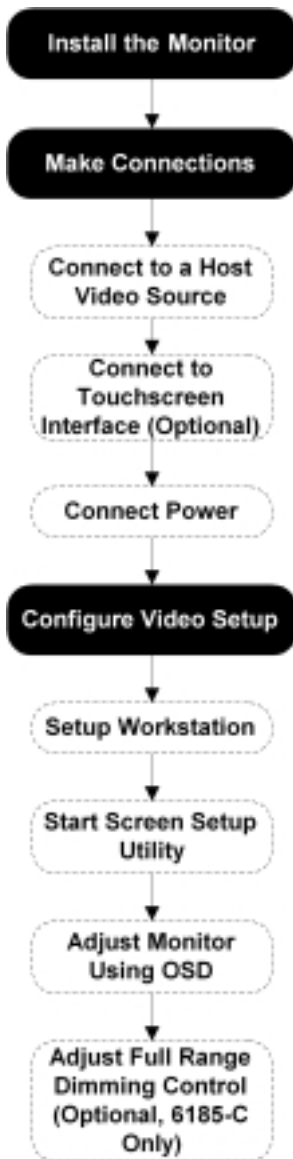 Install the Monitor
Make Connections
Connect to a Host
Video Source
Connect to
Touchscreen
Interface (Optional)
Connect Power
Configure Video Setup
Setup Workstation
Start Screen Setup
Utility
Adjust Monitor
Using OSD
Adjust Full Range
Dimming Control
(Optional, 6185-C
Only)